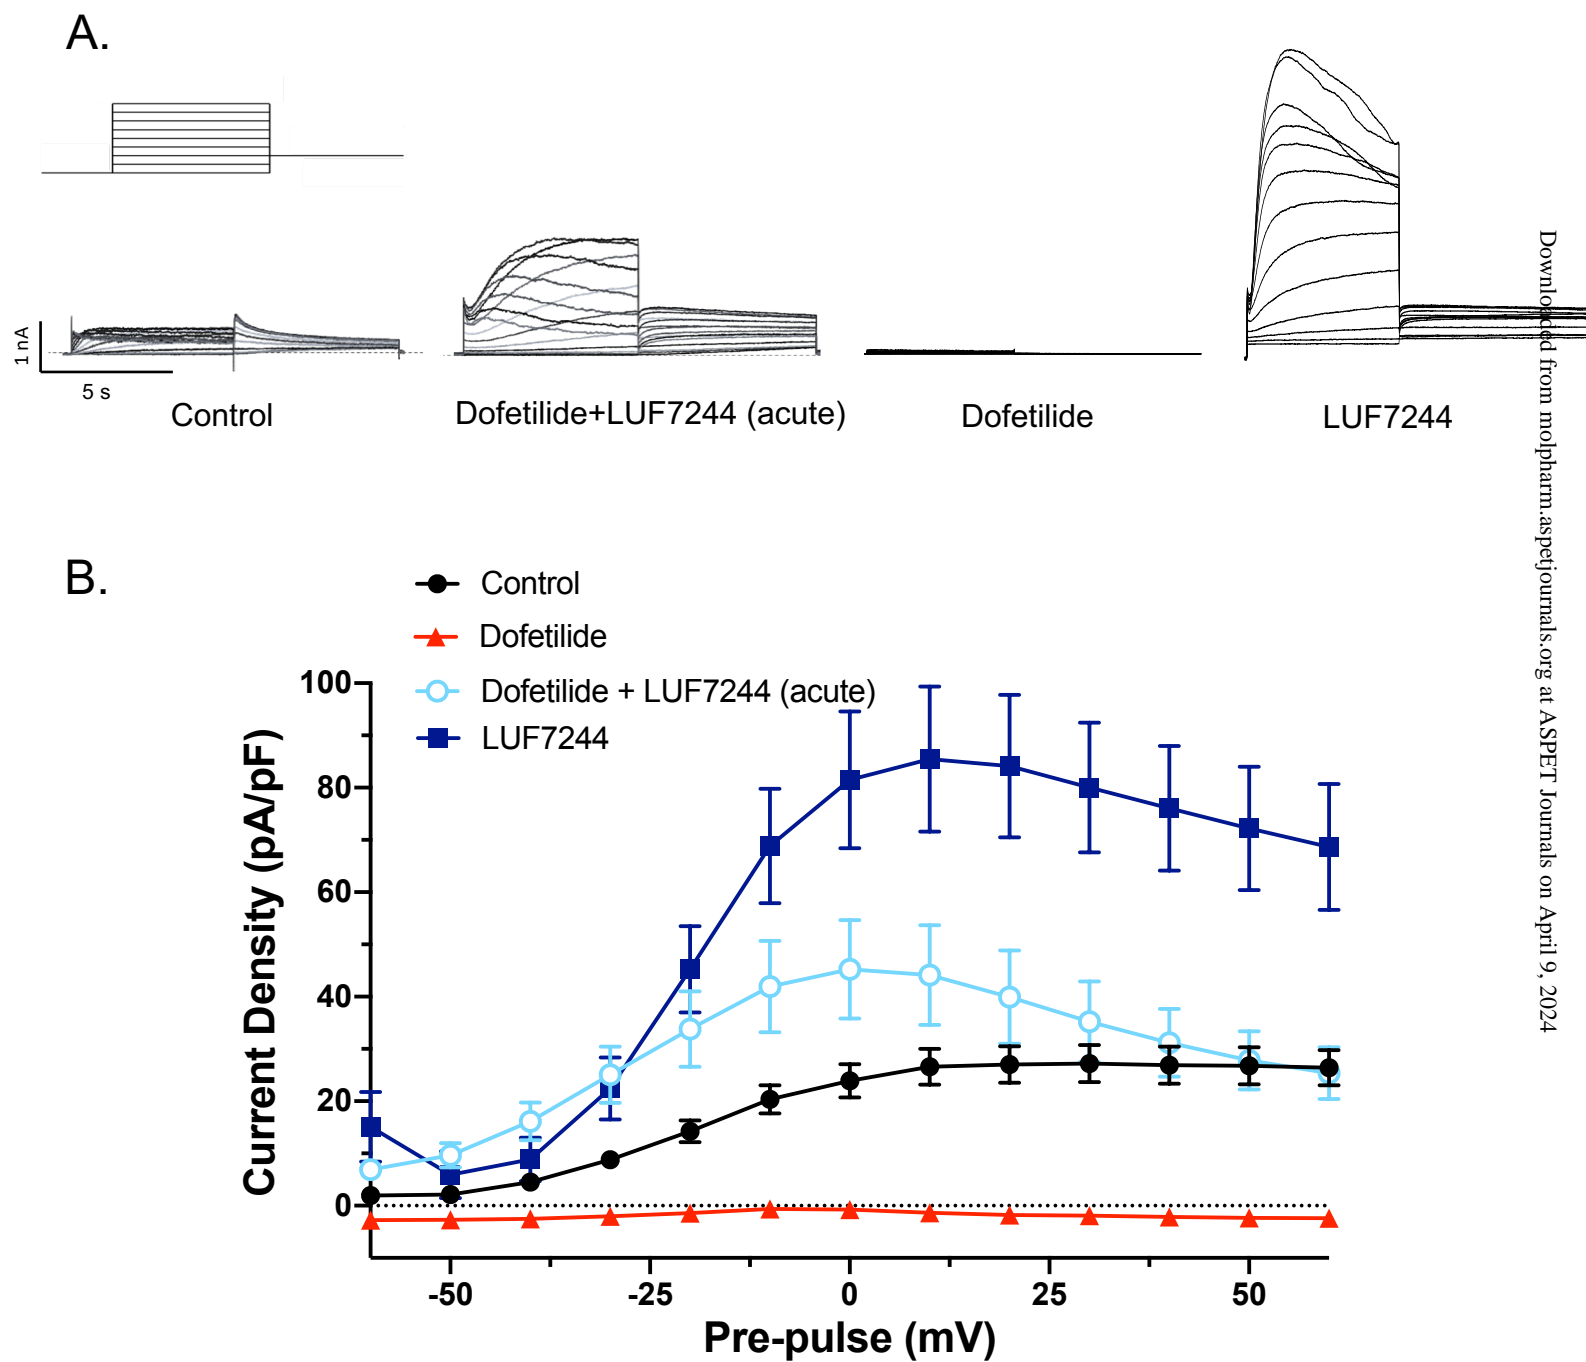 A.
1 nA
5 s
Control
Dofetilide+LUF7244 (acute)
Dofetilide
LUF7244
B.
Control
Dofetilide
Dofetilide + LUF7244 (acute)
LUF7244
100
80
60
40
20
0
Current Density (pA/pF)
-50
-25
0
25
50
Pre-pulse (mV)
Downloaded from molpharm.aspetjournals.org at ASPET Journals on April 9, 2024